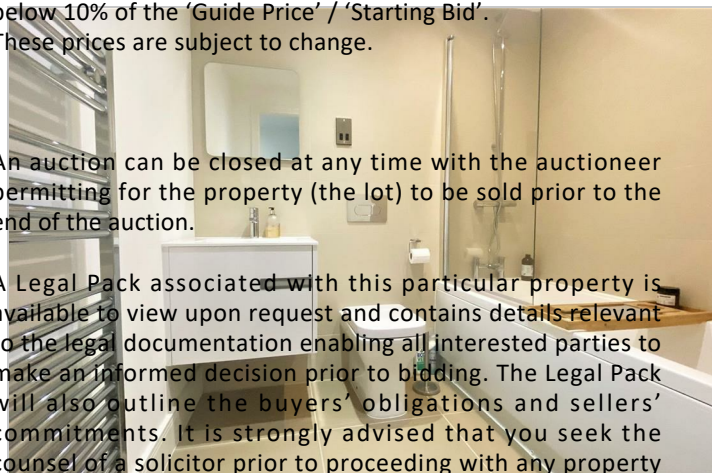 below 10% of the ‘Guide Price’ / ‘Starting Bid’.
These prices are subject to change.
An auction can be closed at any time with the auctioneer
permitting for the property (the lot) to be sold prior to the
end of the auction.
A Legal Pack associated with this particular property is
available to view upon request and contains details relevant
to the legal documentation enabling all interested parties to
make an informed decision prior to bidding. The Legal Pack
will also outline the buyers’ obligations and sellers’
commitments. It is strongly advised that you seek the
counsel of a solicitor prior to proceeding with any property